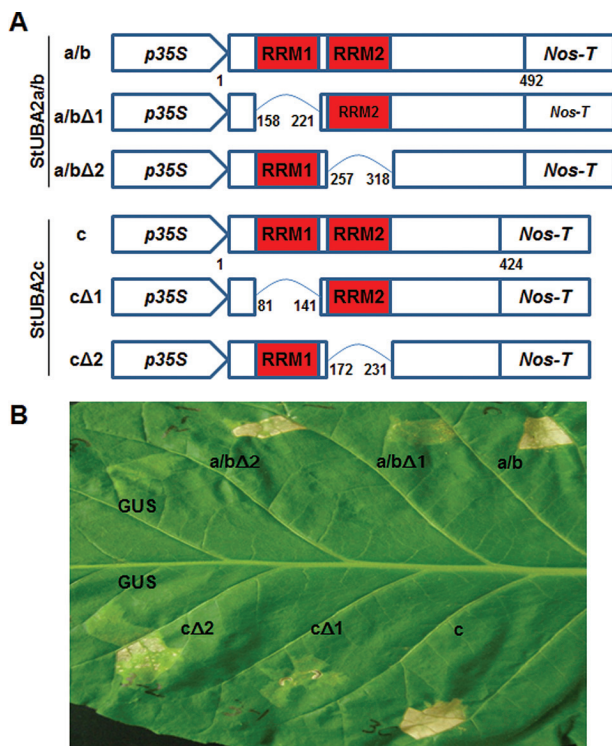 A
StUBA2a/b
a/b p35S RRM1 RRM2 Nos-T
1 492
a/bΔ1 p35S 158 221 RRM2 Nos-T
a/bΔ2 p35S RRM1 257 318 Nos-T
StUBA2c
c p35S RRM1 RRM2 Nos-T
1 424
cΔ1 p35S 81 141 RRM2 Nos-T
cΔ2 p35S RRM1 172 231 Nos-T
B
a/bΔ2 a/bΔ1 a/b
GUS
GUS
cΔ2 cΔ1 c